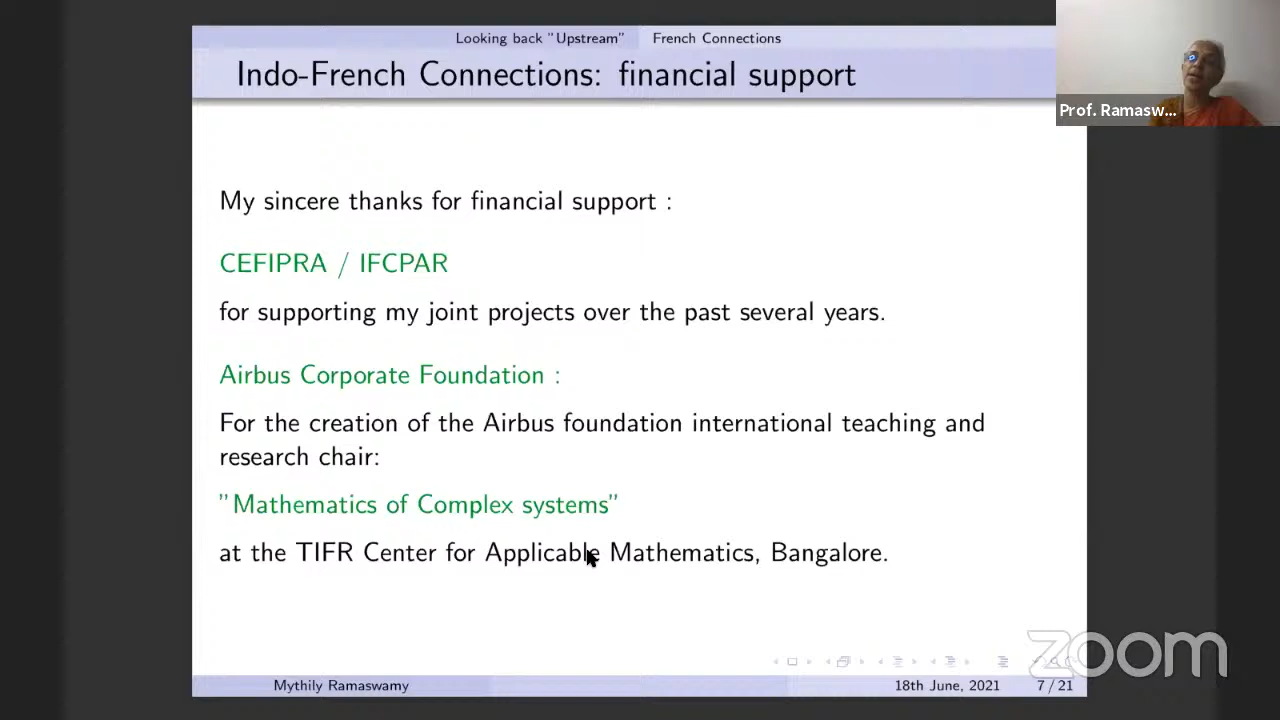 Looking back "Upstream" French Connections
Indo-French Connections: financial support
Prof. Ramasw...
My sincere thanks for financial support :
CEFIPRA / IFCPAR
for supporting my joint projects over the past several years.
Airbus Corporate Foundation :
For the creation of the Airbus foundation international teaching and
research chair:
"Mathematics of Complex systems"
at the TIFR Center for Applicable Mathematics, Bangalore.
zoom
Mythily Ramaswamy 18th June, 2021 7 / 21